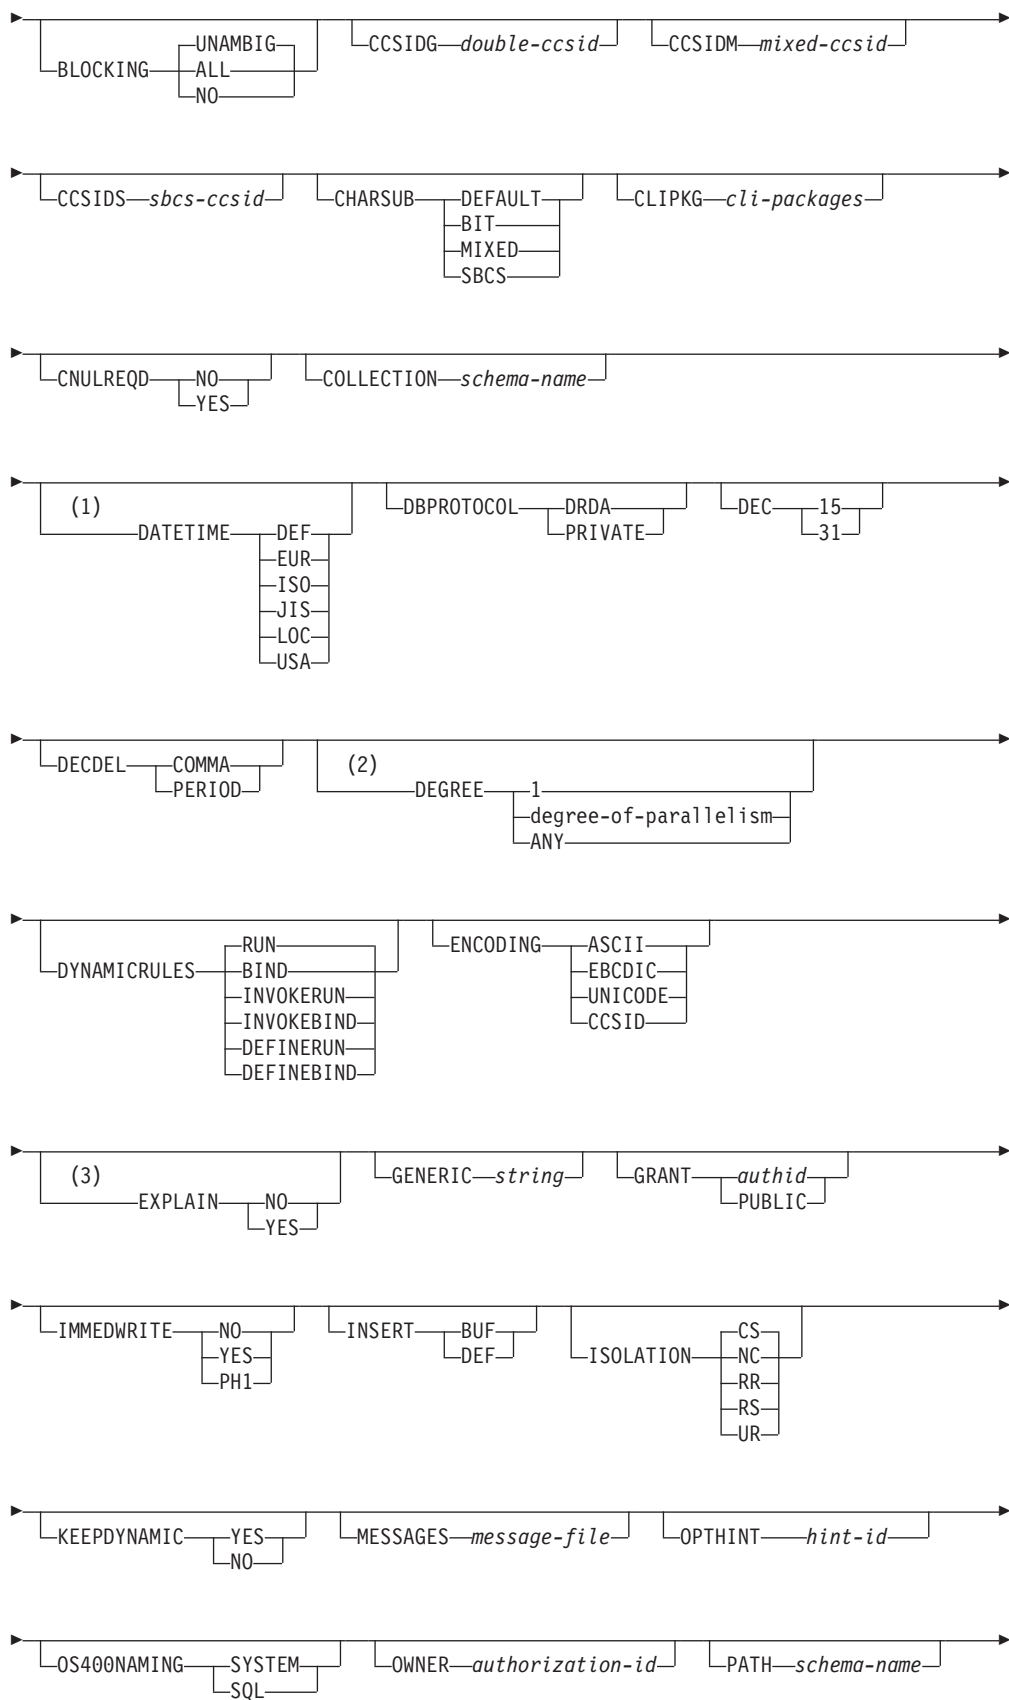 UNAMBIG CCSIDG double-ccsid CCSIDM mixed-ccsid
BLOCKING ALL
NO
CCSIDS sbcs-ccsid CHARSUB DEFAULT CLIPKG cli-packages
BIT
MIXED
SBCS
CNULREQD NO COLLECTION schema-name
YES
(1) DBPROTOCOL DRDA DEC 15
DATETIME DEF PRIVATE 31
EUR
ISO
JIS
LOC
USA
DECDEL COMMA (2)
PERIOD DEGREE 1
degree-of-parallelism
ANY
RUN ENCODING ASCII
DYNAMICRULES BIND EBCDIC
INVOKERUN UNICODE
INVOKEBIND CCSID
DEFINERUN
DEFINEBIND
(3) GENERIC string GRANT authid
EXPLAIN NO PUBLIC
YES
IMMEDWRITE NO INSERT BUF CS
YES DEF ISOLATION NC
PH1 RR
RS
UR
KEEPDYNAMIC YES MESSAGES message-file OPTHINT hint-id
NO
OS400NAMING SYSTEM OWNER authorization-id PATH schema-name
SQL